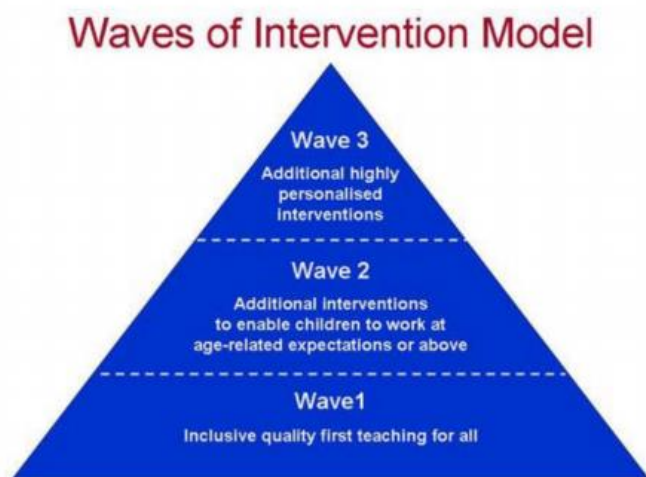 Waves of Intervention Model
Wave 3
Additional highly
personalised
interventions
Wave 2
Additional interventions
to enable children to work at
age-related expectations or above
Wave1
Inclusive quality first teaching for all